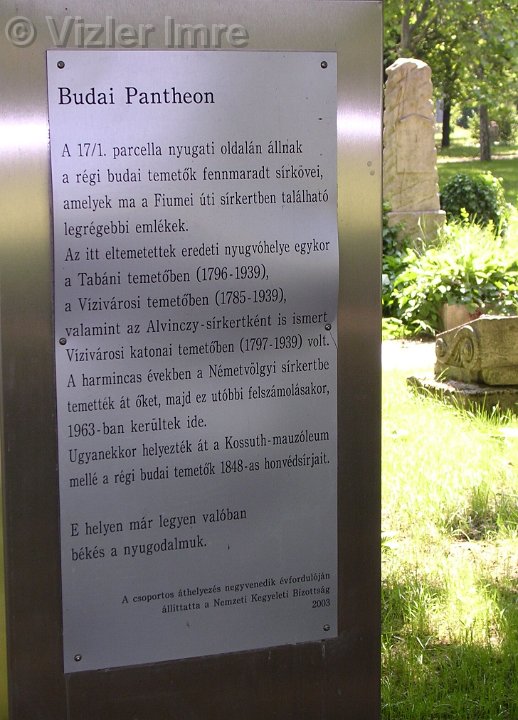 © Vizler Imre
Budai Pantheon
A 17/1. parcella nyugati oldalán állnak
a régi budai temetők fennmaradt sírkövei,
amelyek ma a Fiumei úti sírkertben található
legrégebbi emlékek.
Az itt eltemetettek eredeti nyugvóhelye egykor
a Tabáni temetőben (1796-1939),
a Vízivárosi temetőben (1785-1939),
valamint az Alvinczy-sírkertként is ismert
Vízivárosi katonai temetőben (1797-1939) volt.
A harmincas években a Németvölgyi sírkertbe
temették át őket, majd ez utóbbi felszámolásakor,
1963-ban kerültek ide.
Ugyanekkor helyezték át a Kossuth-mauzóleum
mellé a régi budai temetők 1848-as honvédsírjait.
E helyen már legyen valóban
békés a nyugodalmuk.
A csoportos áthelyezés negyvenedik évfordulóján
állíttatta a Nemzeti Kegyeleti Bizottság
2003